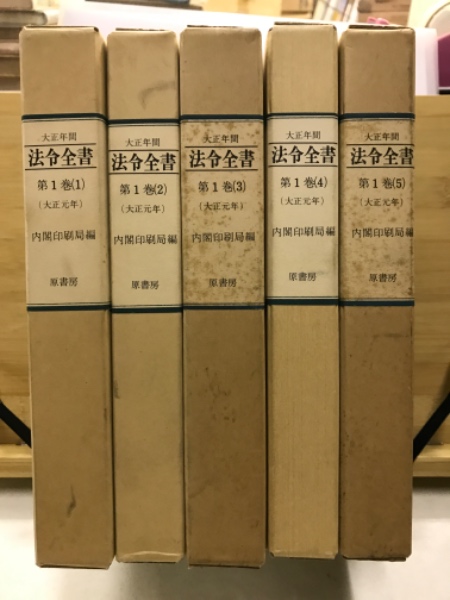 大正年間
法令全書
第1巻(1)
(大正元年)
内閣印刷局編
原書房
大正年間
法令全書
第1巻(2)
(大正元年)
内閣印刷局編
原書房
大正年間
法令全書
第1巻(3)
(大正元年)
内閣印刷局編
原書房
大正年間
法令全書
第1巻(4)
(大正元年)
内閣印刷局編
原書房
大正年間
法令全書
第1巻(5)
(大正元年)
内閣印刷局編
原書房